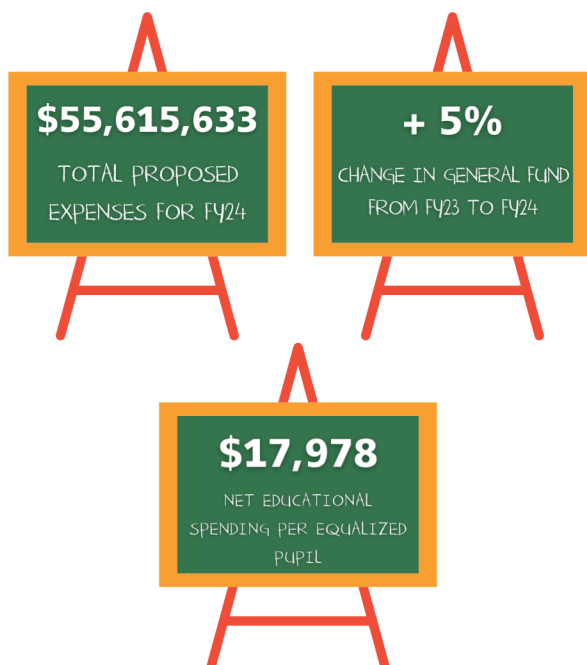 $55,615,633
TOTAL PROPOSED
EXPENSES FOR FY24
+ 5%
CHANGE IN GENERAL FUND
FROM FY23 TO FY24
$17,978
NET EDUCATIONAL
SPENDING PER EQUALIZED
PUPIL